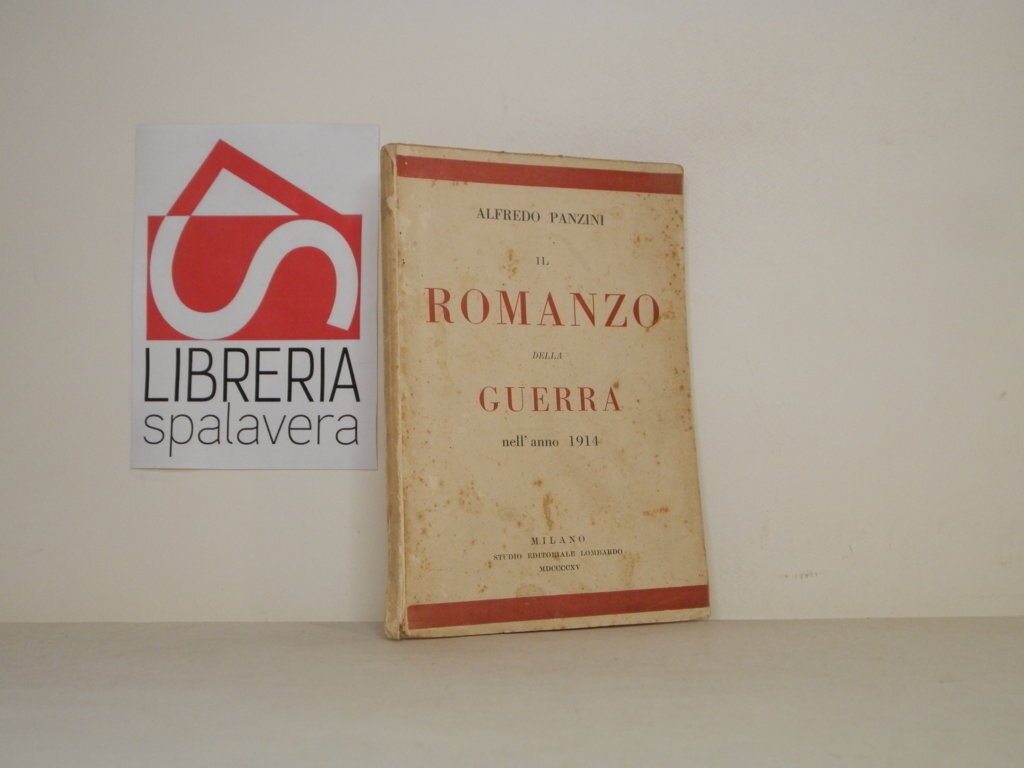 LIBRERIA
spalavera
ALFREDO PANZINI
IL
ROMANZO
DELLA
GUERRA
nell'anno 1914
MILANO
STUDIO EDITORIALE LOMBARDO
MDCCCCXV